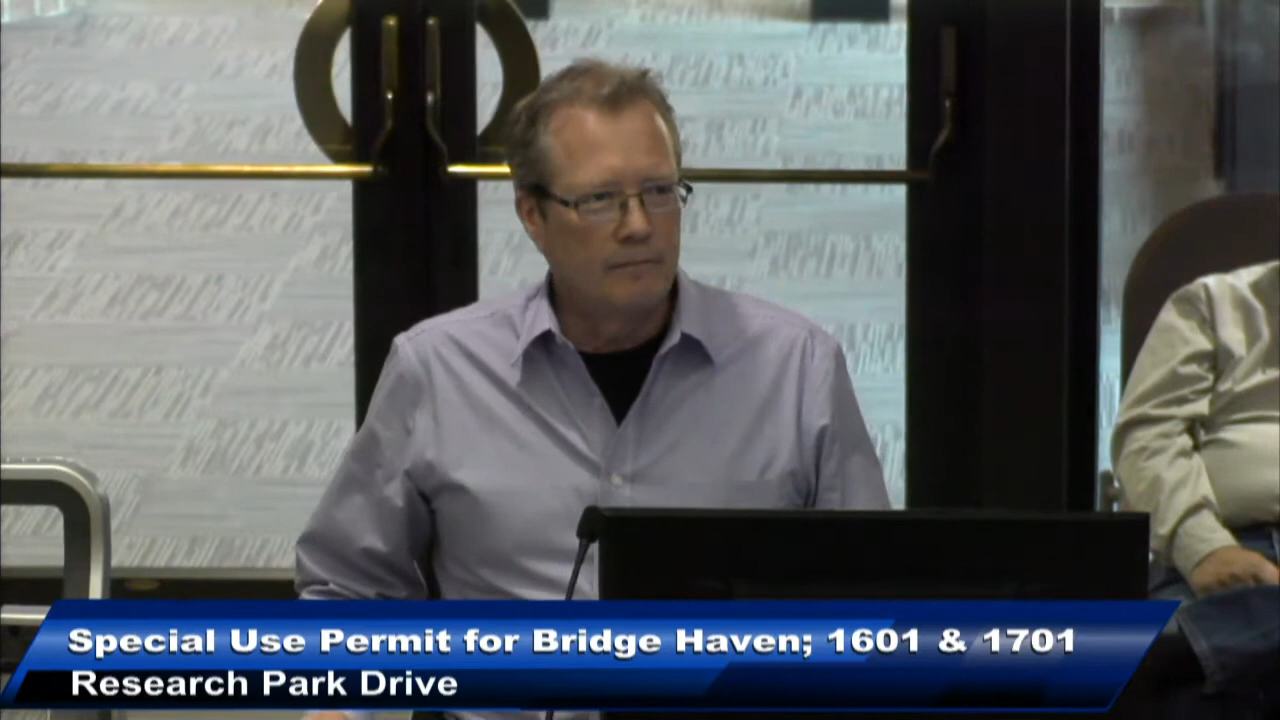 Special Use Permit for Bridge Haven; 1601 & 1701
Research Park Drive